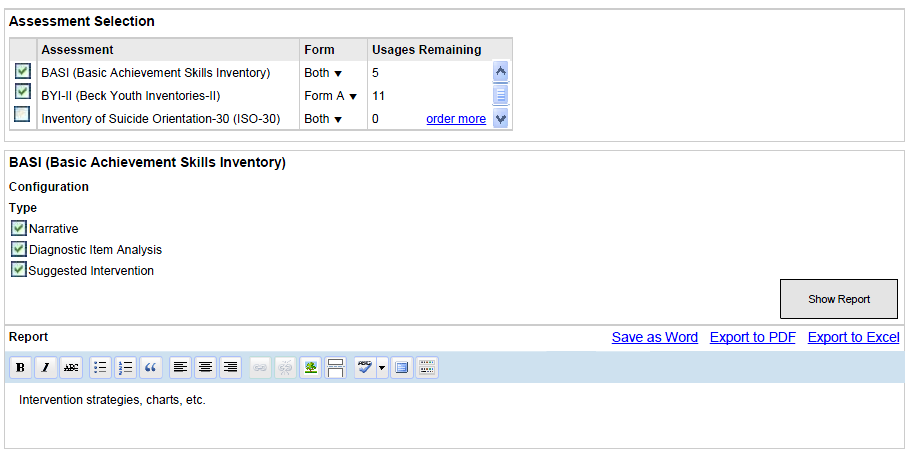 Assessment Selection
Assessment Form Usages Remaining
BASI (Basic Achievement Skills Inventory) Both 5
BYI-II (Beck Youth Inventories-II) Form A 11
Inventory of Suicide Orientation-30 (ISO-30) Both 0 order more
BASI (Basic Achievement Skills Inventory)
Configuration
Type
Narrative
Diagnostic Item Analysis
Suggested Intervention
Show Report
Report Save as Word Export to PDF Export to Excel
B I ABC
Intervention strategies, charts, etc.